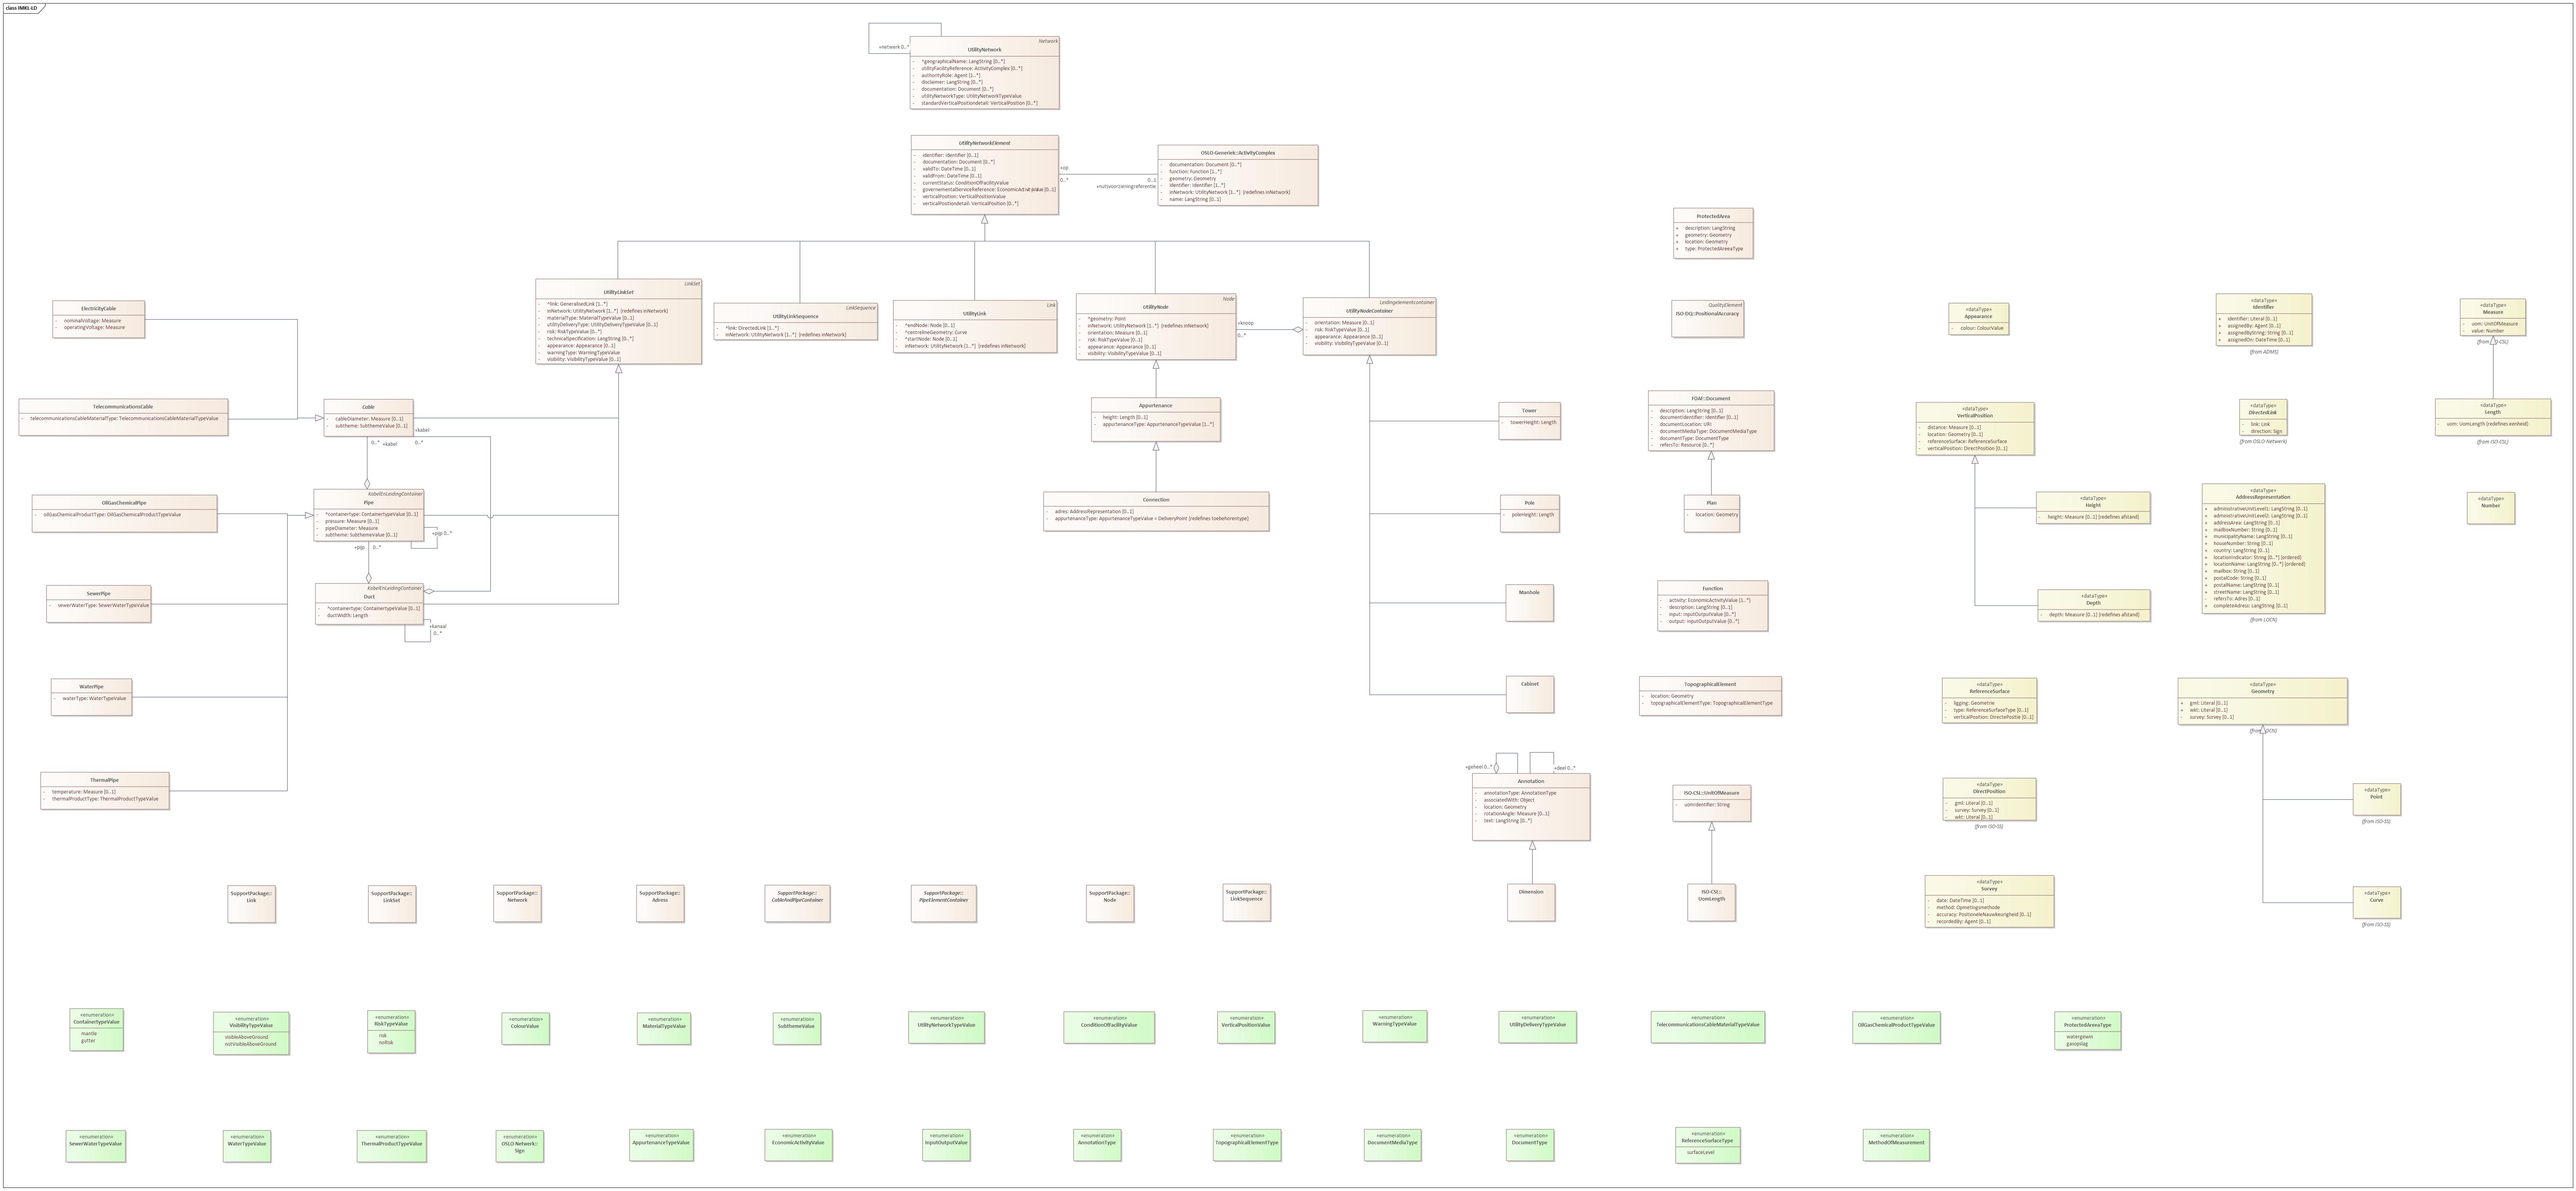 class IMKL-LD
+network 0..*
Network
UtilityNetwork
- *geographicalName: LangString [0..*]
- utilityFacilityReference: ActivityComplex [0..*]
- authorityRole: Agent [1..*]
- disclaimer: LangString [0..*]
- documentation: Document [0..*]
- utilityNetworkType: UtilityNetworkTypeValue
- standardVerticalPositiondetail: VerticalPostion [0..*]
UtilityNetworkElement
- identifier: Identifier [0..1]
- documentation: Document [0..*]
- validTo: DateTime [0..1]
- validFrom: DateTime [0..1]
- currentStatus: ConditionOfFacilityValue
- governementalServiceReference: EconomicActivityValue [0..1]
- verticalPosition: VerticalPositionValue
- verticalPositiondetail: VerticalPosition [0..*]
+op
0..*
0..1
+nutsvoorzieningreferentie
OSLO-Generiek::ActivityComplex
- documentation: Document [0..*]
- function: Function [1..*]
- geometry: Geometry
- identifier: Identifier [1..*]
- inNetwork: UtilityNetwork [1..*] {redefines inNetwork}
- name: LangString [0..1]
ProtectedArea
+ description: LangString
+ geometry: Geometry
+ location: Geometry
+ type: ProtectedAreaaType
ElectricityCable
- nominalVoltage: Measure
- operatingVoltage: Measure
LinkSet
UtilityLinkSet
- *link: GeneralisedLink [1..*]
- inNetwork: UtilityNetwork [1..*] {redefines inNetwork}
- materialType: MaterialTypeValue [0..1]
- utilityDeliveryType: UtilityDeliveryTypeValue [0..1]
- risk: RiskTypeValue [0..*]
- technicalSpecification: LangString [0..*]
- appearance: Appearance [0..1]
- warningType: WarningTypeValue
- visibility: VisibilityTypeValue [0..1]
LinkSequence
UtilityLinkSequence
- *link: DirectedLink [1..*]
- inNetwork: UtilityNetwork [1..*] {redefines inNetwork}
Link
UtilityLink
- *endNode: Node [0..1]
- *centrelineGeometry: Curve
- *startNode: Node [0..1]
- inNetwork: UtilityNetwork [1..*] {redefines inNetwork}
Node
UtilityNode
- *geometry: Point
- inNetwork: UtilityNetwork [1..*] {redefines inNetwork}
- orientation: Measure [0..1]
- risk: RiskTypeValue [0..1]
- appearance: Appearance [0..1]
- visibility: VisibilityTypeValue [0..1]
+knoop
0..*
Leidingelementcontainer
UtilityNodeContainer
- orientation: Measure [0..1]
- risk: RiskTypeValue [0..1]
- appearance: Appearance [0..1]
- visibility: VisibilityTypeValue [0..1]
QualityElement
ISO-DQ::PositionalAccuracy
«dataType»
Appearance
- colour: ColourValue
«dataType»
Identifier
+ identifier: Literal [0..1]
+ assignedBy: Agent [0..1]
+ assignedByString: String [0..1]
+ assignedOn: DateTime [0..1]
(from ADMS)
«dataType»
Measure
- uom: UnitOfMeasure
- value: Number
TelecommunicationsCable
- telecommunicationsCableMaterialType: TelecommunicationsCableMaterialTypeValue
Cable
- cableDiameter: Measure [0..1]
- subtheme: SubthemeValue [0..1]
+kabel
0..*
0..*
+kabel
Appurtenance
- height: Length [0..1]
- appurtenanceType: AppurtenanceTypeValue [1..*]
Tower
- towerHeight: Length
FOAF::Document
- description: LangString [0..1]
- documentIdentifier: Identifier [0..1]
- documentLocation: URI
- documentMediaType: DocumentMediaType
- documentType: DocumentType
- refersTo: Resource [0..*]
«dataType»
VerticalPosition
- distance: Measure [0..1]
- location: Geometry [0..1]
- referenceSurface: ReferenceSurface
- verticalPosition: DirectPosition [0..1]
«dataType»
DirectedLink
- link: Link
- direction: Sign
(from OSLO-Netwerk)
«dataType»
Length
- uom: UomLength {redefines eenheid}
(from ISO-CSL)
OilGasChemicalPipe
- oilGasChemicalProductType: OilGasChemicalProductTypeValue
KabelEnLeidingContainer
Pipe
- *containertype: ContainertypeValue [0..1]
- pressure: Measure [0..1]
- pipeDiameter: Measure
- subtheme: SubthemeValue [0..1]
+pijp 0..*
+pijp
0..*
Connection
- adres: AddresRepresentation [0..1]
- appurtenanceType: AppurtenanceTypeValue = DeliveryPoint {redefines toebehorentype}
Pole
- poleHeight: Length
Plan
- location: Geometry
«dataType»
Height
- height: Measure [0..1] {redefines afstand}
«dataType»
AddressRepresentation
+ adminstrativeUnitLevel1: LangString [0..1]
+ adminstrativeUnitLevel2: LangString [0..1]
+ addressArea: LangString [0..1]
+ mailboxNumber: String [0..1]
+ municipalityName: LangString [0..1]
+ houseNumber: String [0..1]
+ country: LangString [0..1]
+ locationIndicator: String [0..*] {ordered}
+ locationName: LangString [0..*] {ordered}
+ mailbox: String [0..1]
+ postalCode: String [0..1]
+ postalName: LangString [0..1]
+ streetName: LangString [0..1]
- refersTo: Adres [0..1]
+ completeAdress: LangString [0..1]
(from LOCN)
«dataType»
Number
SewerPipe
- sewerWaterType: SewerWaterTypeValue
KabelEnLeidingContainer
Duct
- *containertype: ContainertypeValue [0..1]
- ductWidth: Length
+kanaal
0..*
Manhole
Function
- activity: EconomicActivityValue [1..*]
- description: LangString [0..1]
- input: InputOutputValue [0..*]
- output: InputOutputValue [0..*]
«dataType»
Depth
- depth: Measure [0..1] {redefines afstand}
WaterPipe
- waterType: WaterTypeValue
Cabinet
TopographicalElement
- location: Geometry
- topographicalElementType: TopographicalElementType
«dataType»
ReferenceSurface
- ligging: Geometrie
- type: ReferenceSurfaceType [0..1]
- verticalPosition: DirectePositie [0..1]
«dataType»
Geometry
+ gml: Literal [0..1]
+ wkt: Literal [0..1]
- survey: Survey [0..1]
ThermalPipe
- temperature: Measure [0..1]
- thermalProductType: ThermalProductTypeValue
+geheel 0..*
+deel 0..*
Annotation
- annotationType: AnnotationType
- associatedWith: Object
- location: Geometry
- rotationAngle: Measure [0..1]
- text: LangString [0..*]
ISO-CSL::UnitOfMeasure
- uomIdentifier: String
«dataType»
DirectPosition
- gml: Literal [0..1]
- survey: Survey [0..1]
- wkt: Literal [0..1]
(from ISO-SS)
«dataType»
Point
(from ISO-SS)
SupportPackage::
Link
SupportPackage::
LinkSet
SupportPackage::
Network
SupportPackage::
Adress
SupportPackage::
CableAndPipeContainer
SupportPackage::
PipeElementContainer
SupportPackage::
Node
SupportPackage::
LinkSequence
Dimension
ISO-CSL::
UomLength
«dataType»
Survey
- date: DateTime [0..1]
- method: Opmetingsmethode
- accuracy: PositioneleNauwkeurigheid [0..1]
- recordedBy: Agent [0..1]
«dataType»
Curve
(from ISO-SS)
«enumeration»
ContainertypeValue
mantle
gutter
«enumeration»
VisibilityTypeValue
visibleAboveGround
notVisibleAboveGround
«enumeration»
RiskTypeValue
risk
noRisk
«enumeration»
ColourValue
«enumeration»
MaterialTypeValue
«enumeration»
SubthemeValue
«enumeration»
UtilityNetworkTypeValue
«enumeration»
ConditionOfFacilityValue
«enumeration»
VerticalPositionValue
«enumeration»
WarningTypeValue
«enumeration»
UtilityDeliveryTypeValue
«enumeration»
TelecommunicationsCableMaterialTypeValue
«enumeration»
OilGasChemicalProductTypeValue
«enumeration»
ProtectedAreaType
watergewin
gasopslag
«enumeration»
SewerWaterTypeValue
«enumeration»
WaterTypeValue
«enumeration»
ThermalProductTypeValue
«enumeration»
OSLO-Netwerk::
Sign
«enumeration»
AppurtenanceTypeValue
«enumeration»
EconomicActivityValue
«enumeration»
InputOutputValue
«enumeration»
AnnotationType
«enumeration»
TopographicalElementType
«enumeration»
DocumentMediaType
«enumeration»
DocumentType
«enumeration»
ReferenceSurfaceType
surfaceLevel
«enumeration»
MethodOfMeasurement